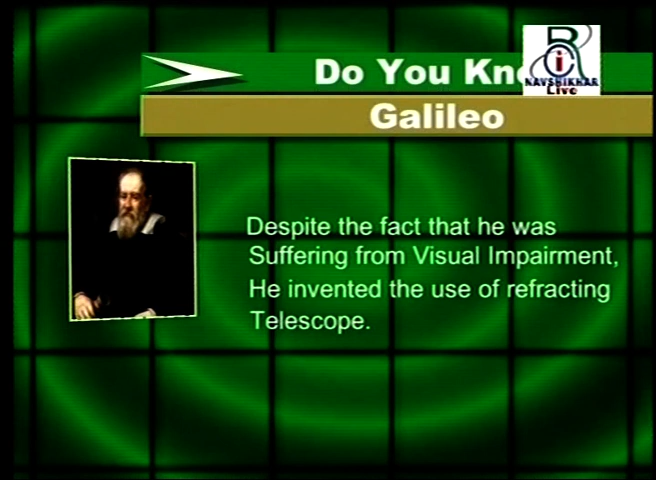 Do You Kn
NAVSHIKHAR
Live
Galileo
Despite the fact that he was
Suffering from Visual Impairment,
He invented the use of refracting
Telescope.